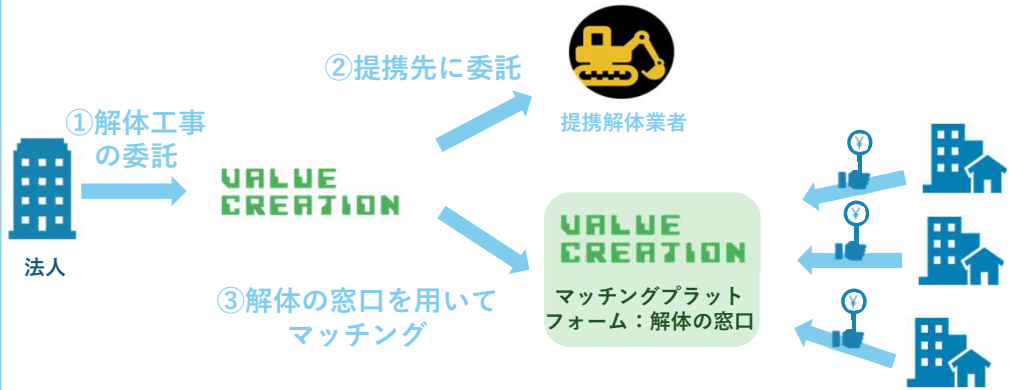 ①解体工事
の委託
法人
VALUE
CREATION
②提携先に委託
提携解体業者
③解体の窓口を用いて
マッチング
VALUE
CREATION
マッチングプラット
フォーム：解体の窓口
¥
¥
¥